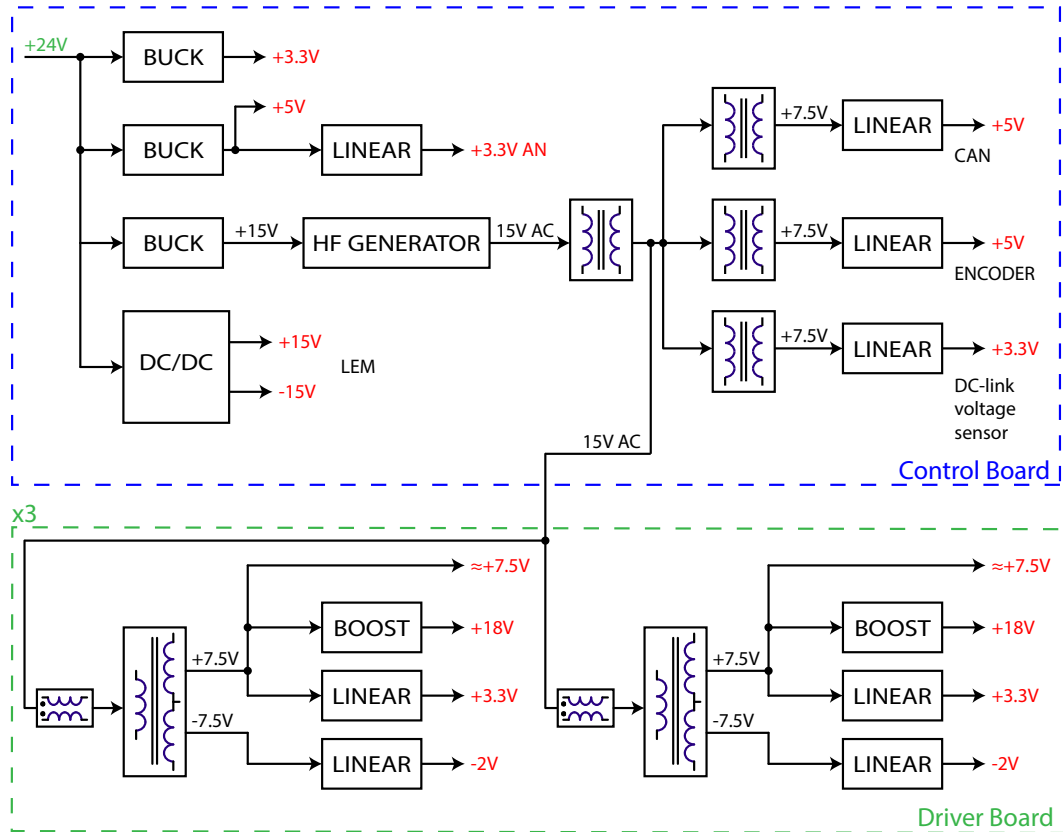 +24V
BUCK
+3.3V
+5V
BUCK
LINEAR
+3.3V AN
BUCK
+15V
HF GENERATOR
15V AC
+7.5V
LINEAR
+5V
CAN
+7.5V
LINEAR
+5V
ENCODER
+7.5V
LINEAR
+3.3V
DC-link
voltage
sensor
DC/DC
+15V
-15V
LEM
15V AC
Control Board
x3
≈+7.5V
BOOST
+18V
+7.5V
LINEAR
+3.3V
-7.5V
LINEAR
-2V
≈+7.5V
BOOST
+18V
+7.5V
LINEAR
+3.3V
-7.5V
LINEAR
-2V
Driver Board